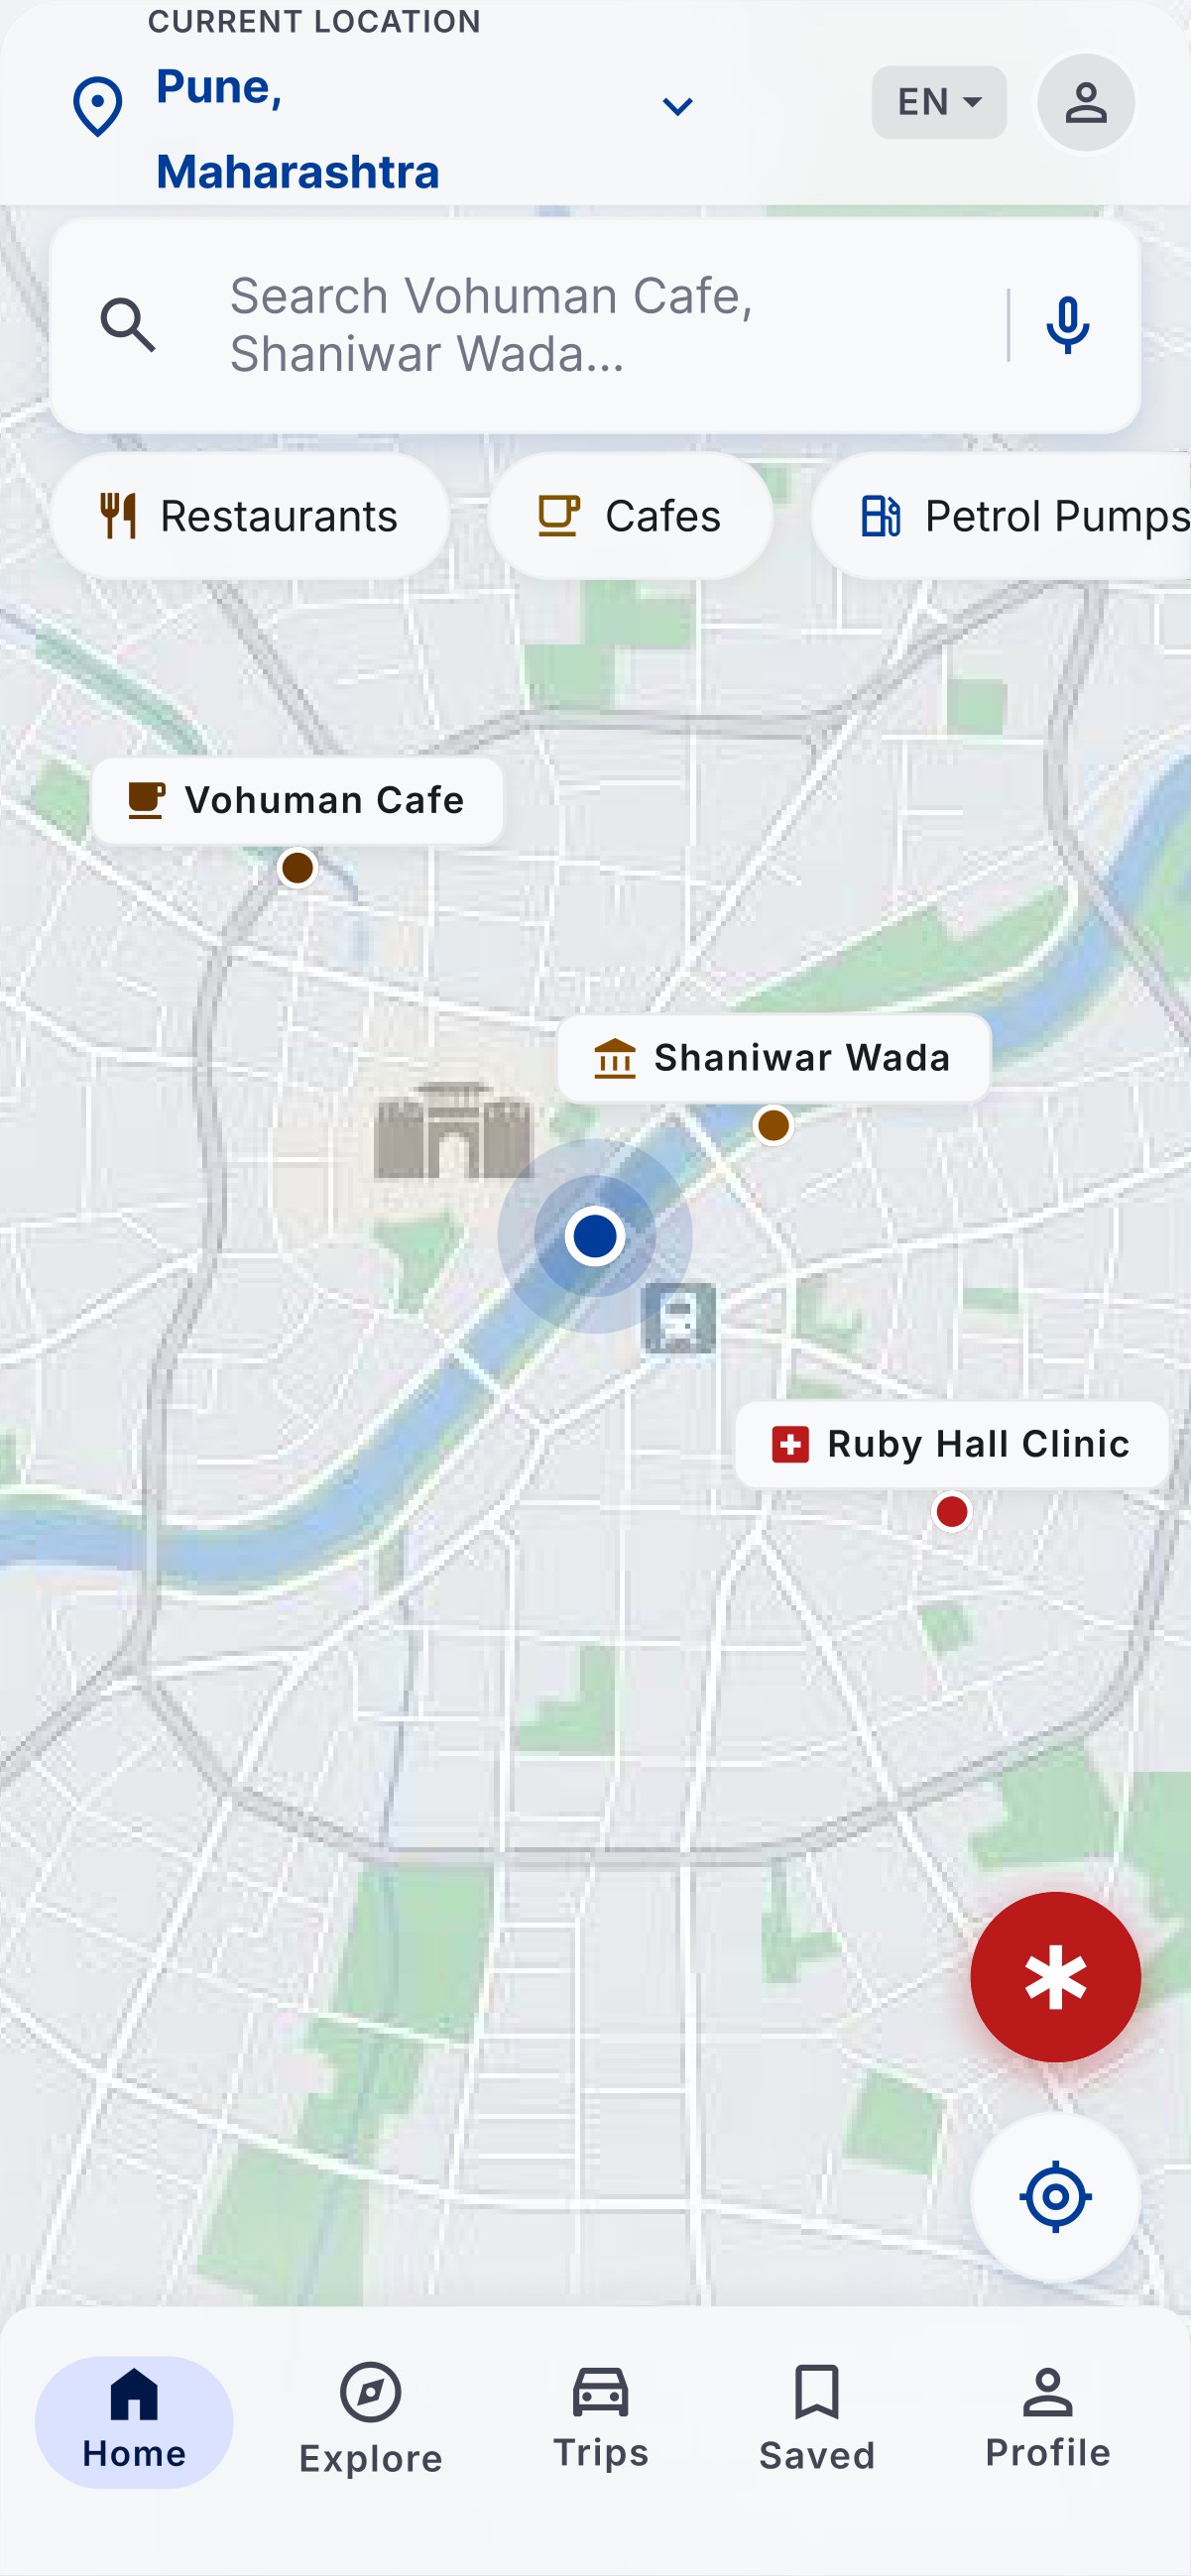 CURRENT LOCATION
Pune,
Maharashtra
EN
Search Vohuman Cafe,
Shaniwar Wada...
Restaurants
Cafes
Petrol Pumps
Vohuman Cafe
Shaniwar Wada
Ruby Hall Clinic
Home
Explore
Trips
Saved
Profile